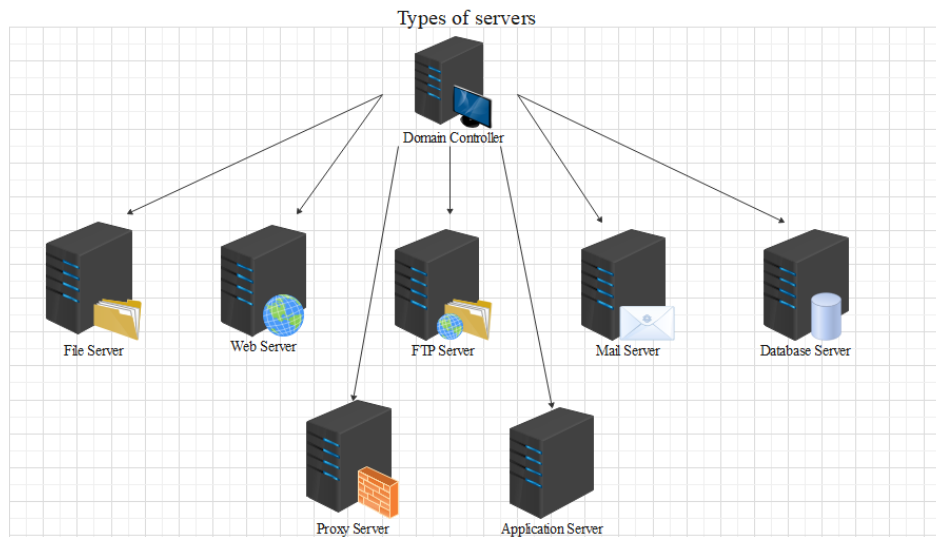 Types of servers
Domain Controller
File Server
Web Server
FTP Server
Mail Server
Database Server
Proxy Server
Application Server